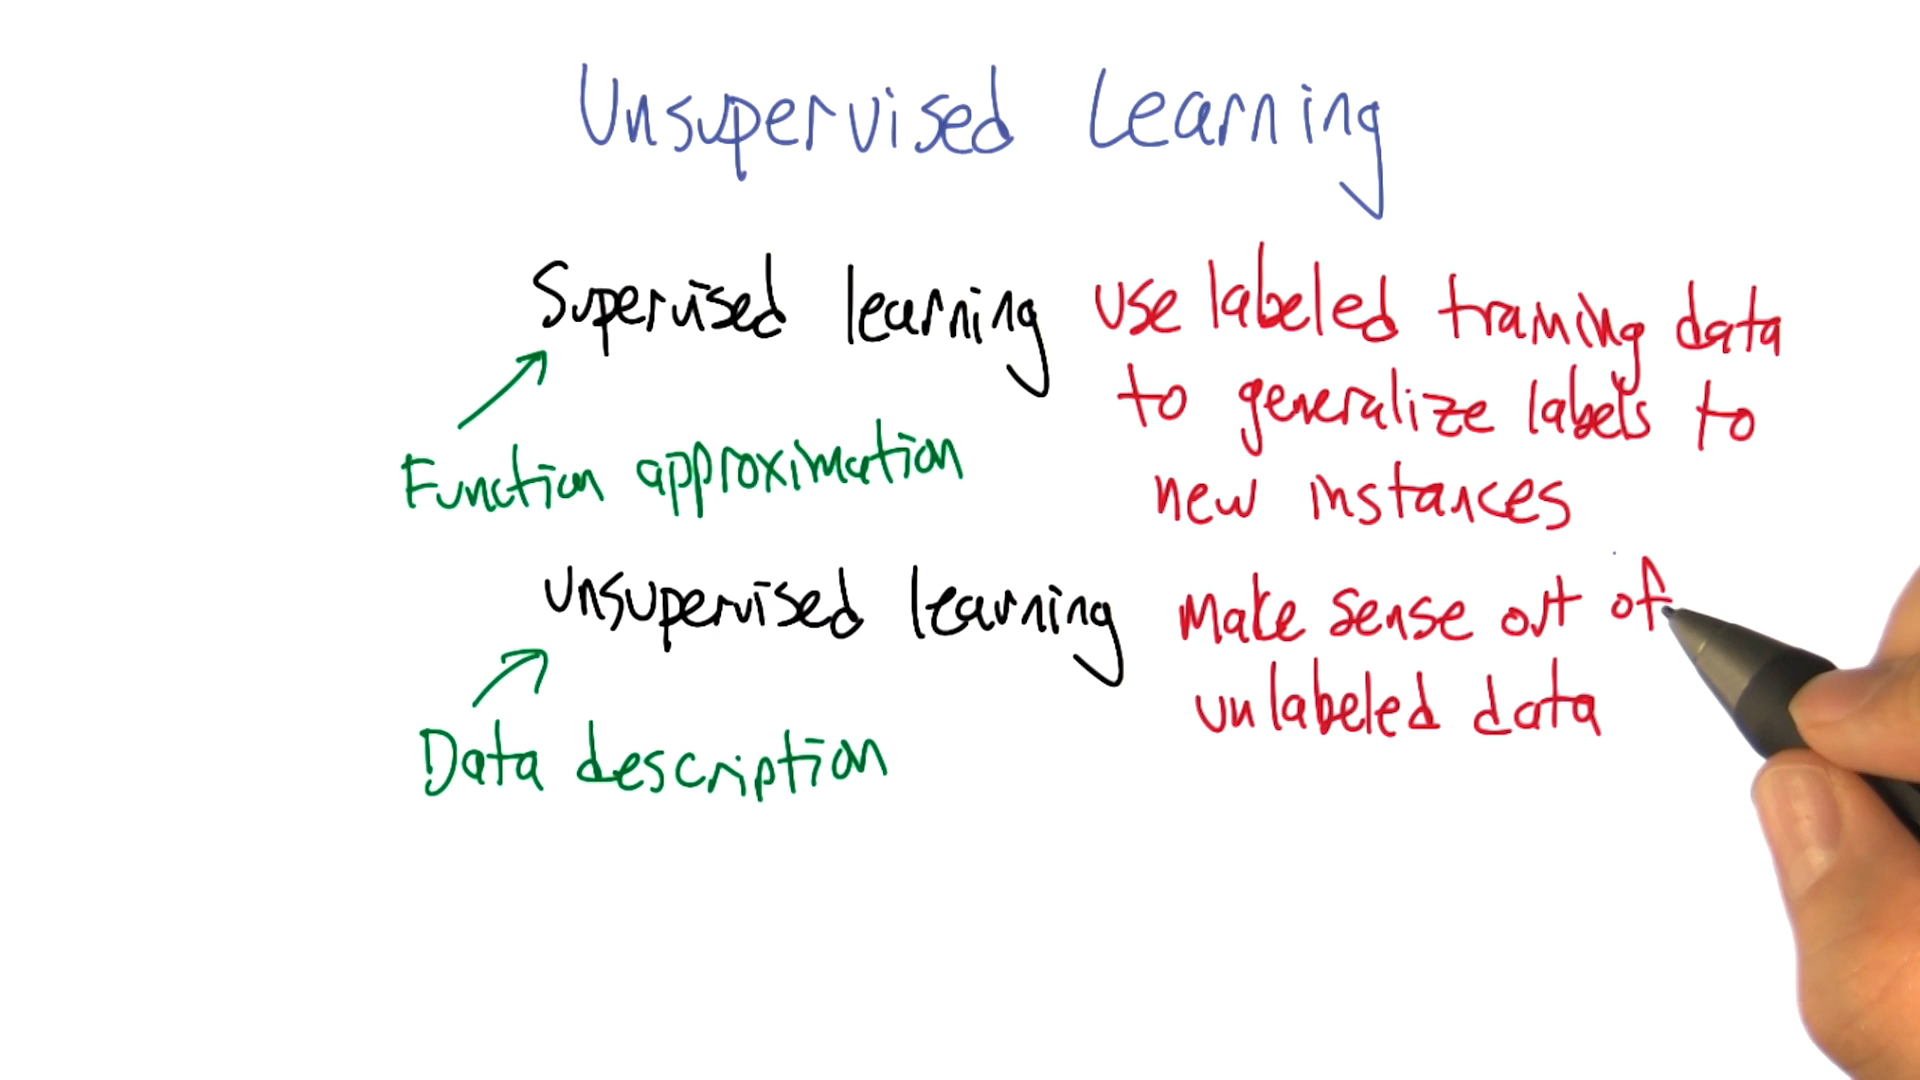 Unsupervised Learning
Supervised learning
use labeled training data
to generalize labels to
new instances
Function approximation
unsupervised learning
make sense out of
unlabeled data
Data description